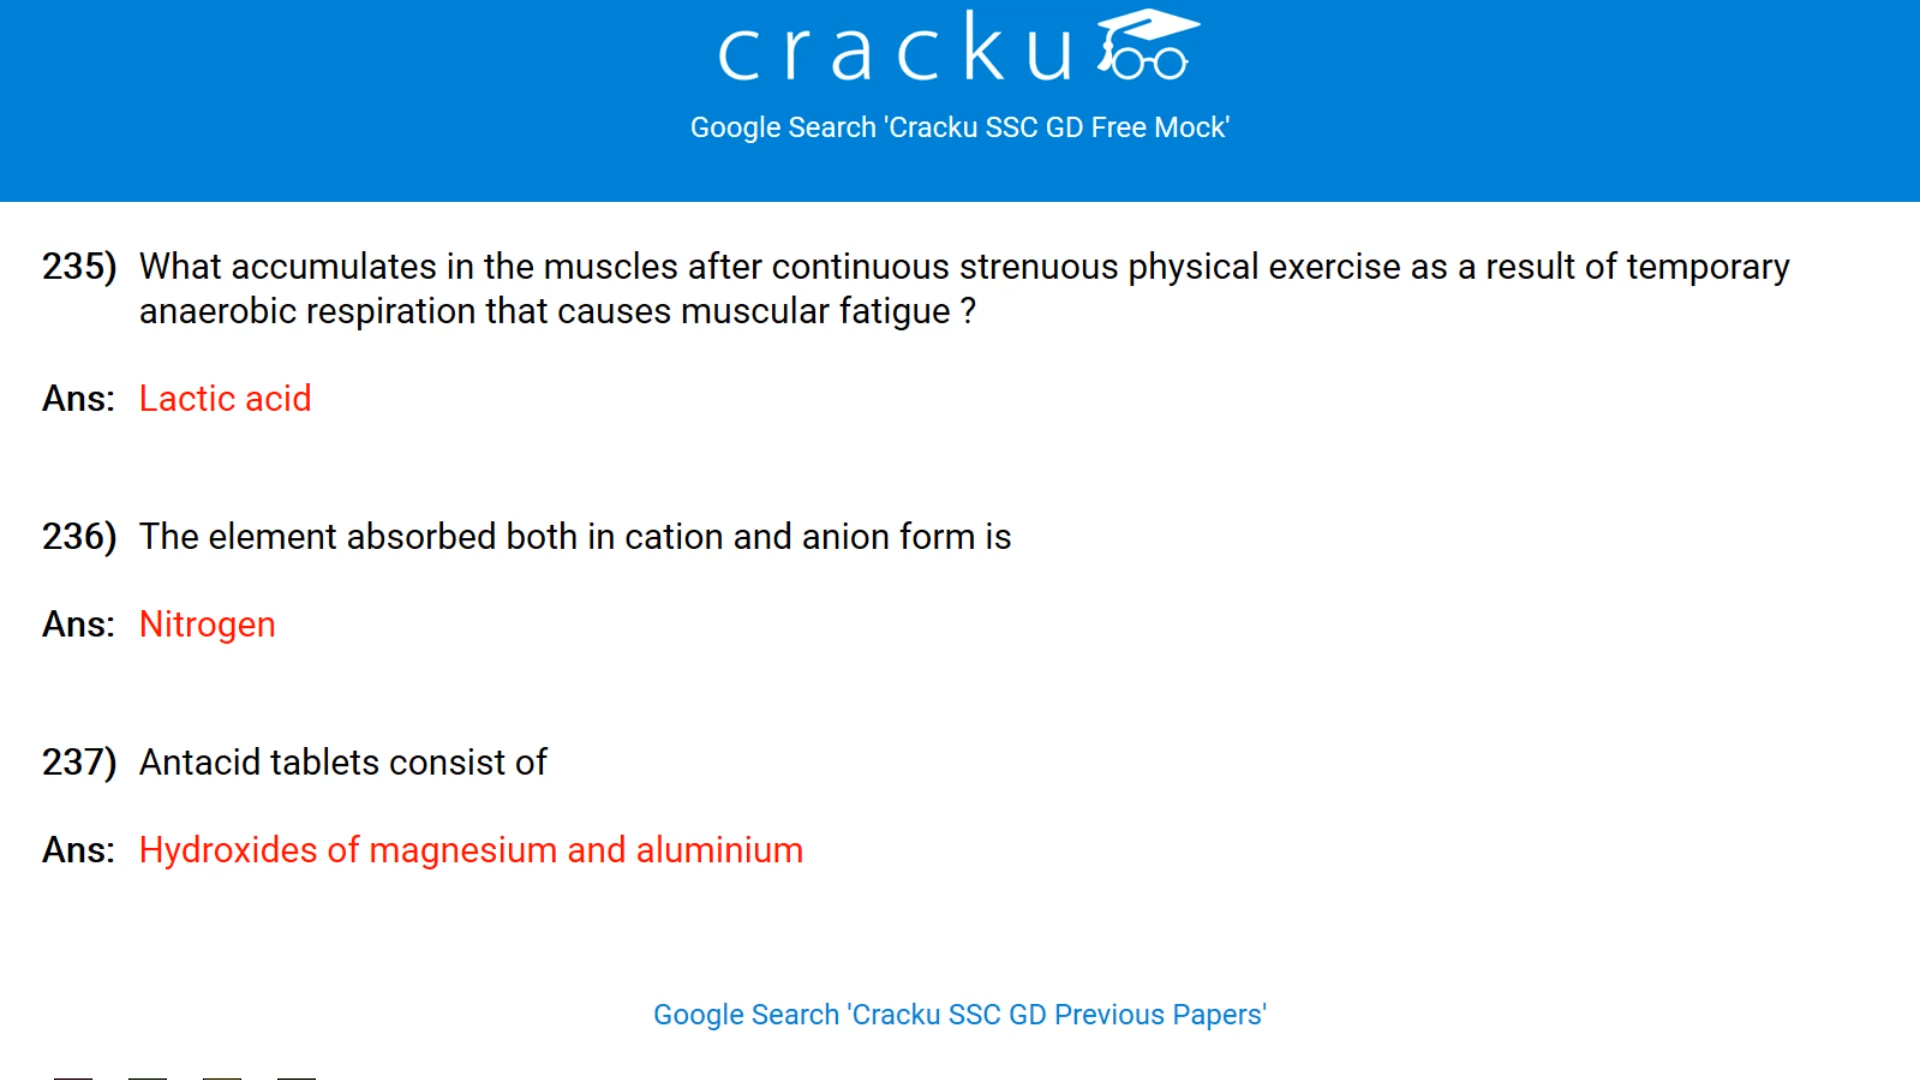 cracku
Google Search 'Cracku SSC GD Free Mock'
235) What accumulates in the muscles after continuous strenuous physical exercise as a result of temporary
anaerobic respiration that causes muscular fatigue ?
Ans: Lactic acid
236) The element absorbed both in cation and anion form is
Ans: Nitrogen
237) Antacid tablets consist of
Ans: Hydroxides of magnesium and aluminium
Google Search 'Cracku SSC GD Previous Papers'